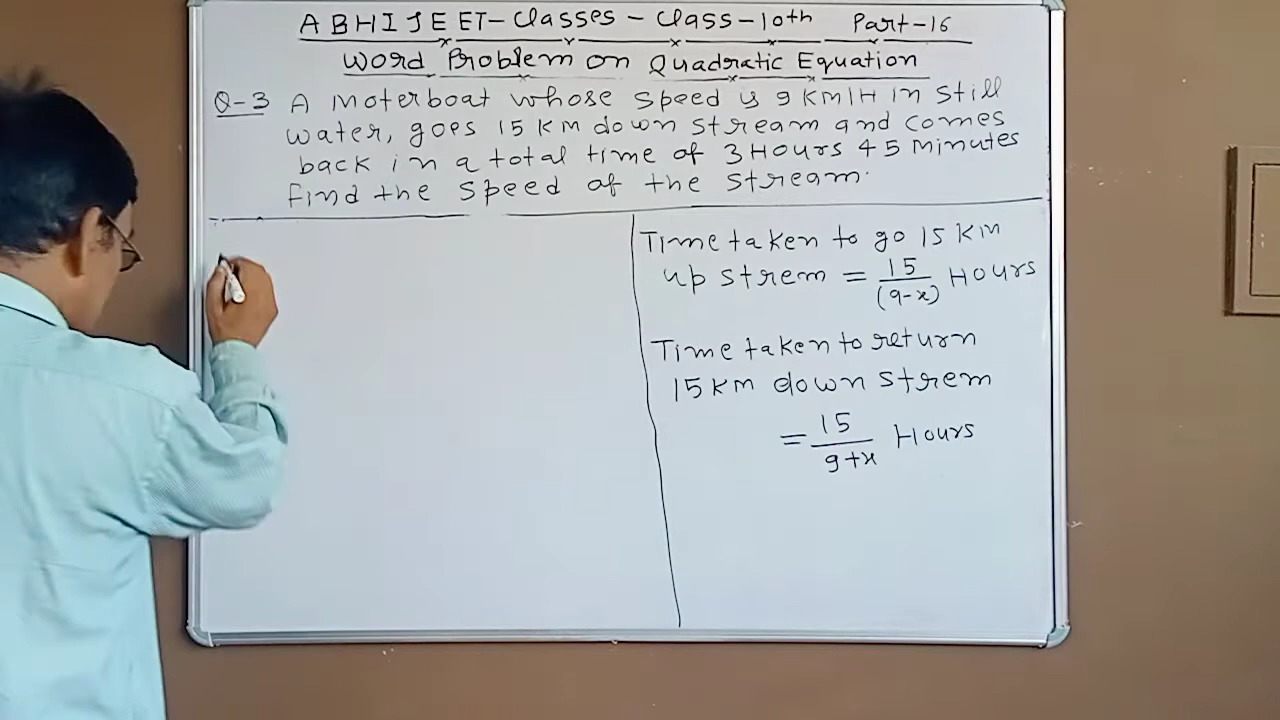 ABHIJEET-Classes-Class-10th Part-16
Word Problem on Quadratic Equation
Q-3 A moterboat whose speed is 9 KM/H in still
water, goes 15 KM down stream and comes
back in a total time of 3 Hours 45 minutes
find the speed of the stream.
Time taken to go 15 KM
up strem = 15/(9-x) Hours
Time taken to return
15 KM down strem
= 15/9+x Hours